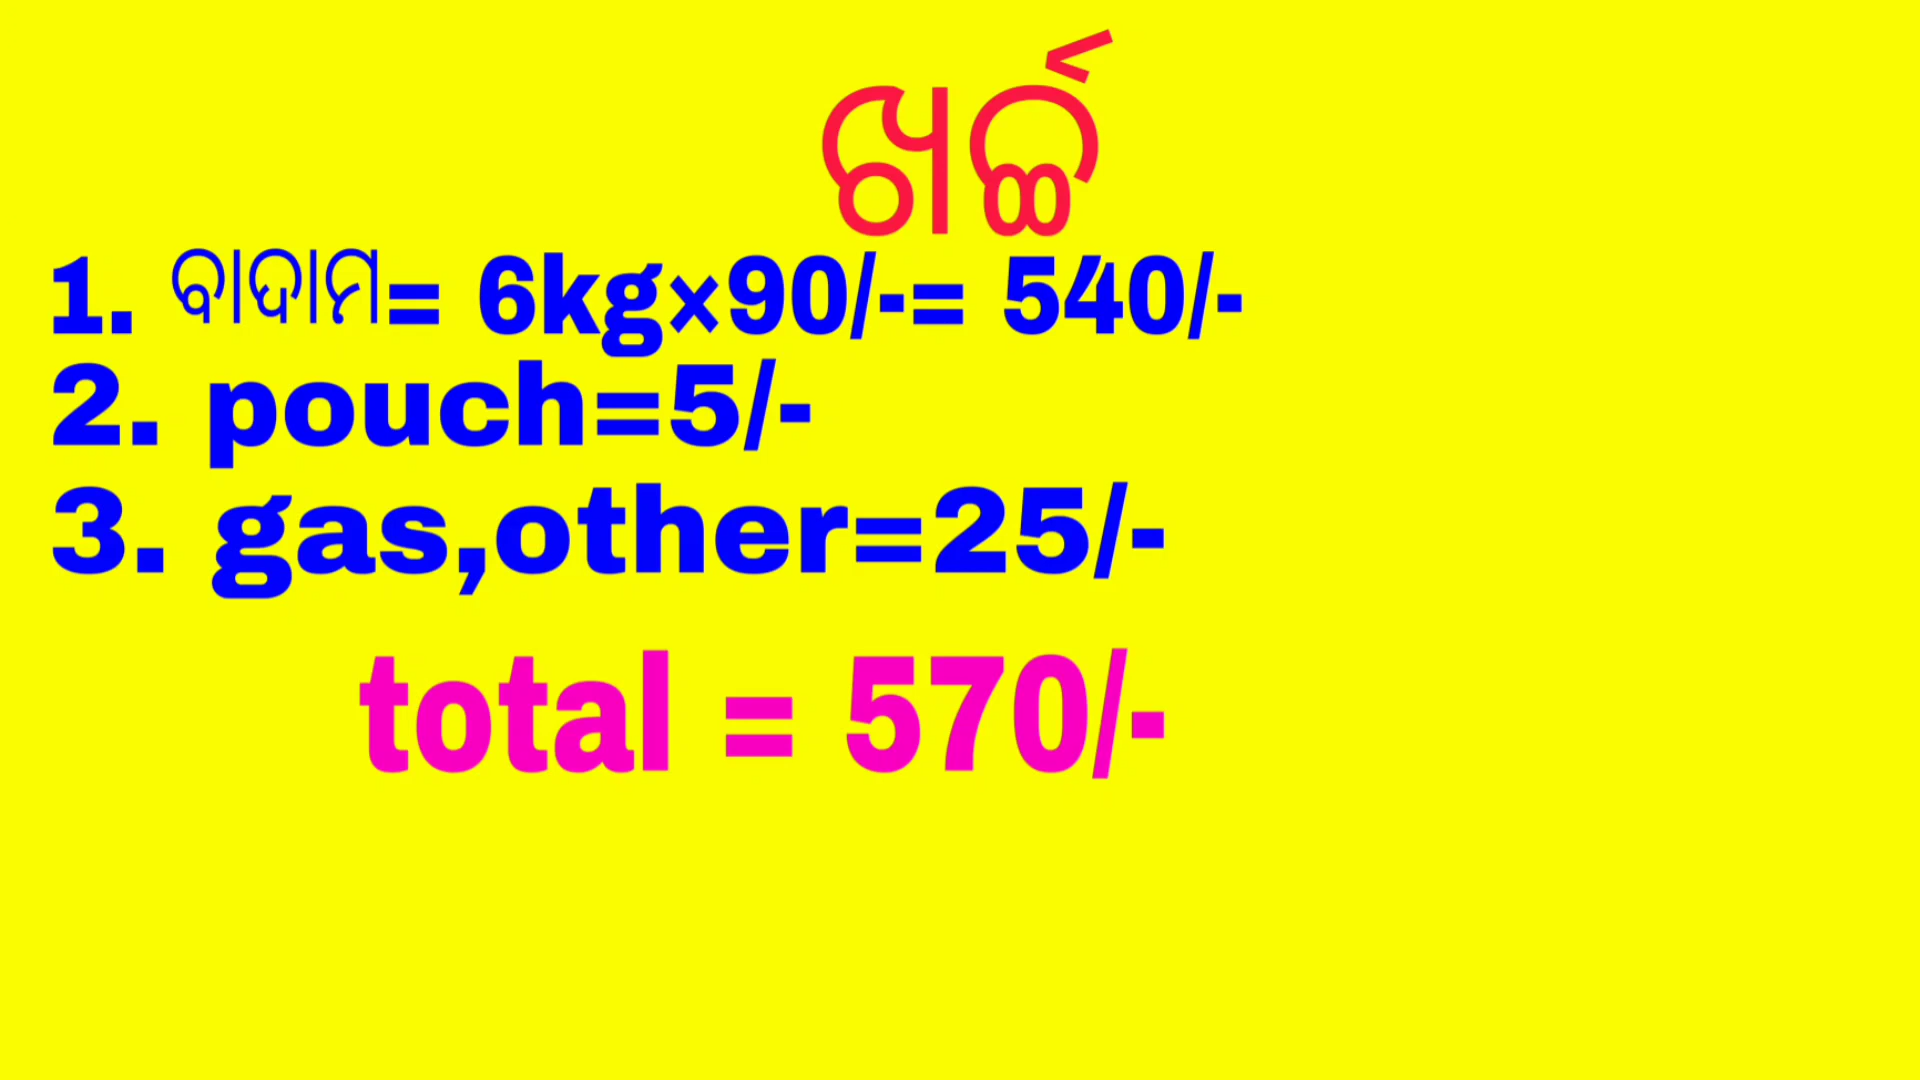 ଖର୍ଚ୍ଚ
1. ବାଦାମ= 6kg×90/-= 540/-
2. pouch=5/-
3. gas,other=25/-
total = 570/-